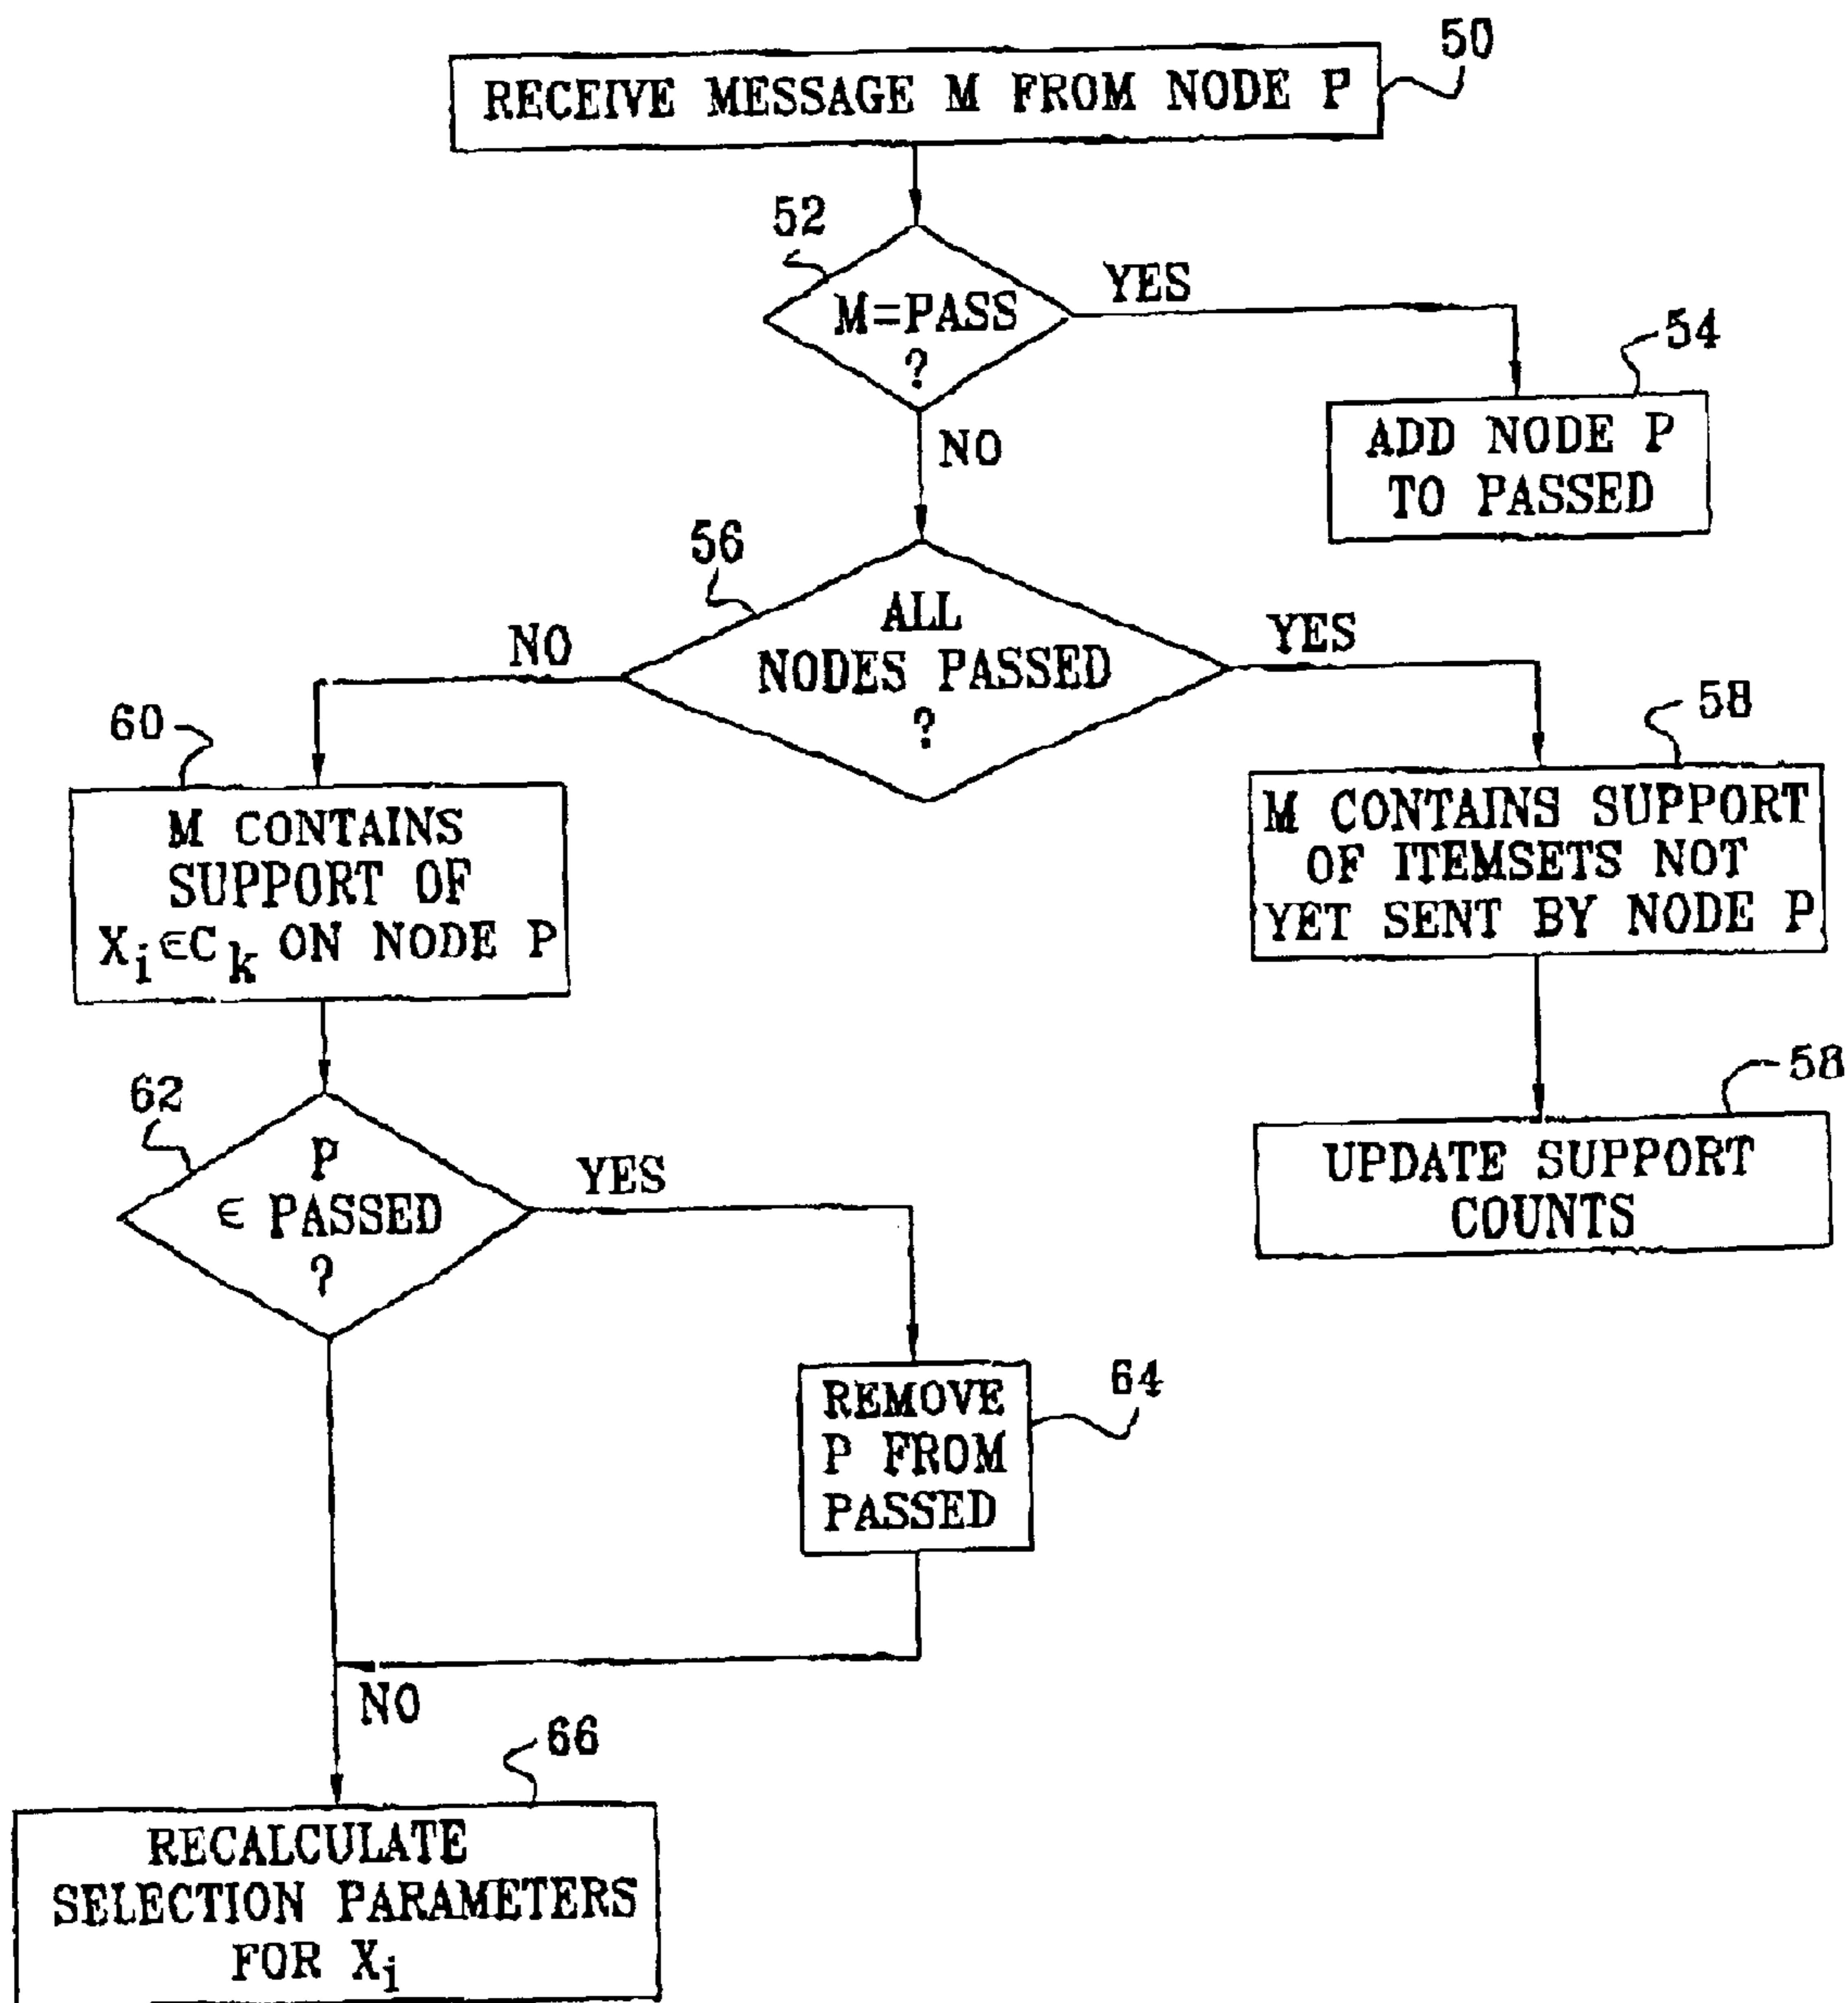 50
RECEIVE MESSAGE M FROM NODE P
52
M=PASS
?
YES
NO
54
ADD NODE P
TO PASSED
56
ALL
NODES PASSED
?
NO
YES
60
M CONTAINS
SUPPORT OF
Xi∈Ck ON NODE P
58
M CONTAINS SUPPORT
OF ITEMSETS NOT
YET SENT BY NODE P
62
P
∈ PASSED
?
YES
58
UPDATE SUPPORT
COUNTS
64
REMOVE
P FROM
PASSED
NO
66
RECALCULATE
SELECTION PARAMETERS
FOR Xi